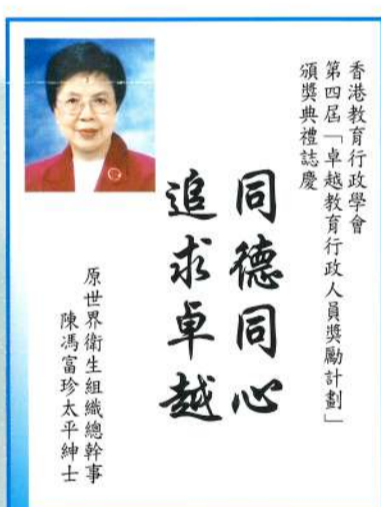 香港教育行政學會
第四屆「卓越教育行政人員獎勵計劃」
頒獎典禮誌慶
同德同心
追求卓越
原世界衛生組織總幹事
陳馮富珍太平紳士